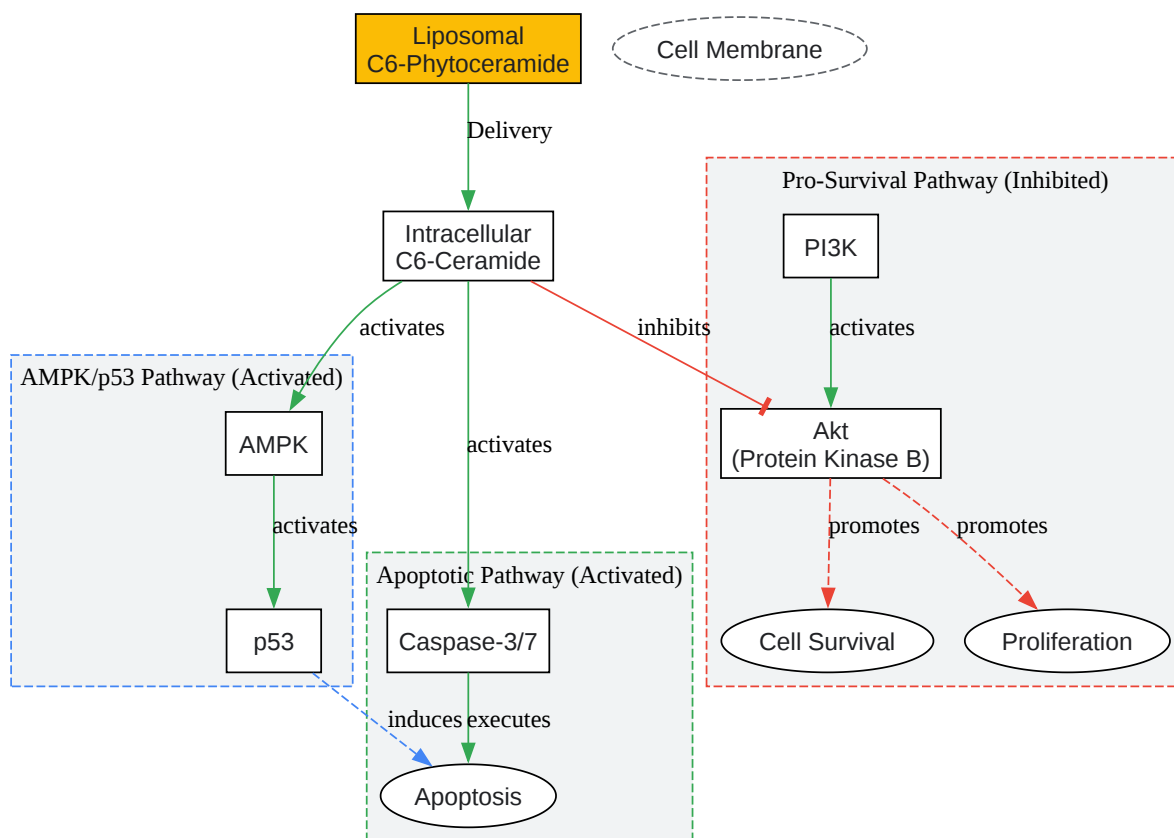 Liposomal
C6-Phytoceramide
Cell Membrane
Delivery
Pro-Survival Pathway (Inhibited)
Intracellular
C6-Ceramide
PI3K
activates
inhibits
activates
AMPK/p53 Pathway (Activated)
AMPK
activates
Akt
(Protein Kinase B)
activates
promotes
promotes
Apoptotic Pathway (Activated)
p53
Caspase-3/7
Cell Survival
Proliferation
induces
executes
Apoptosis